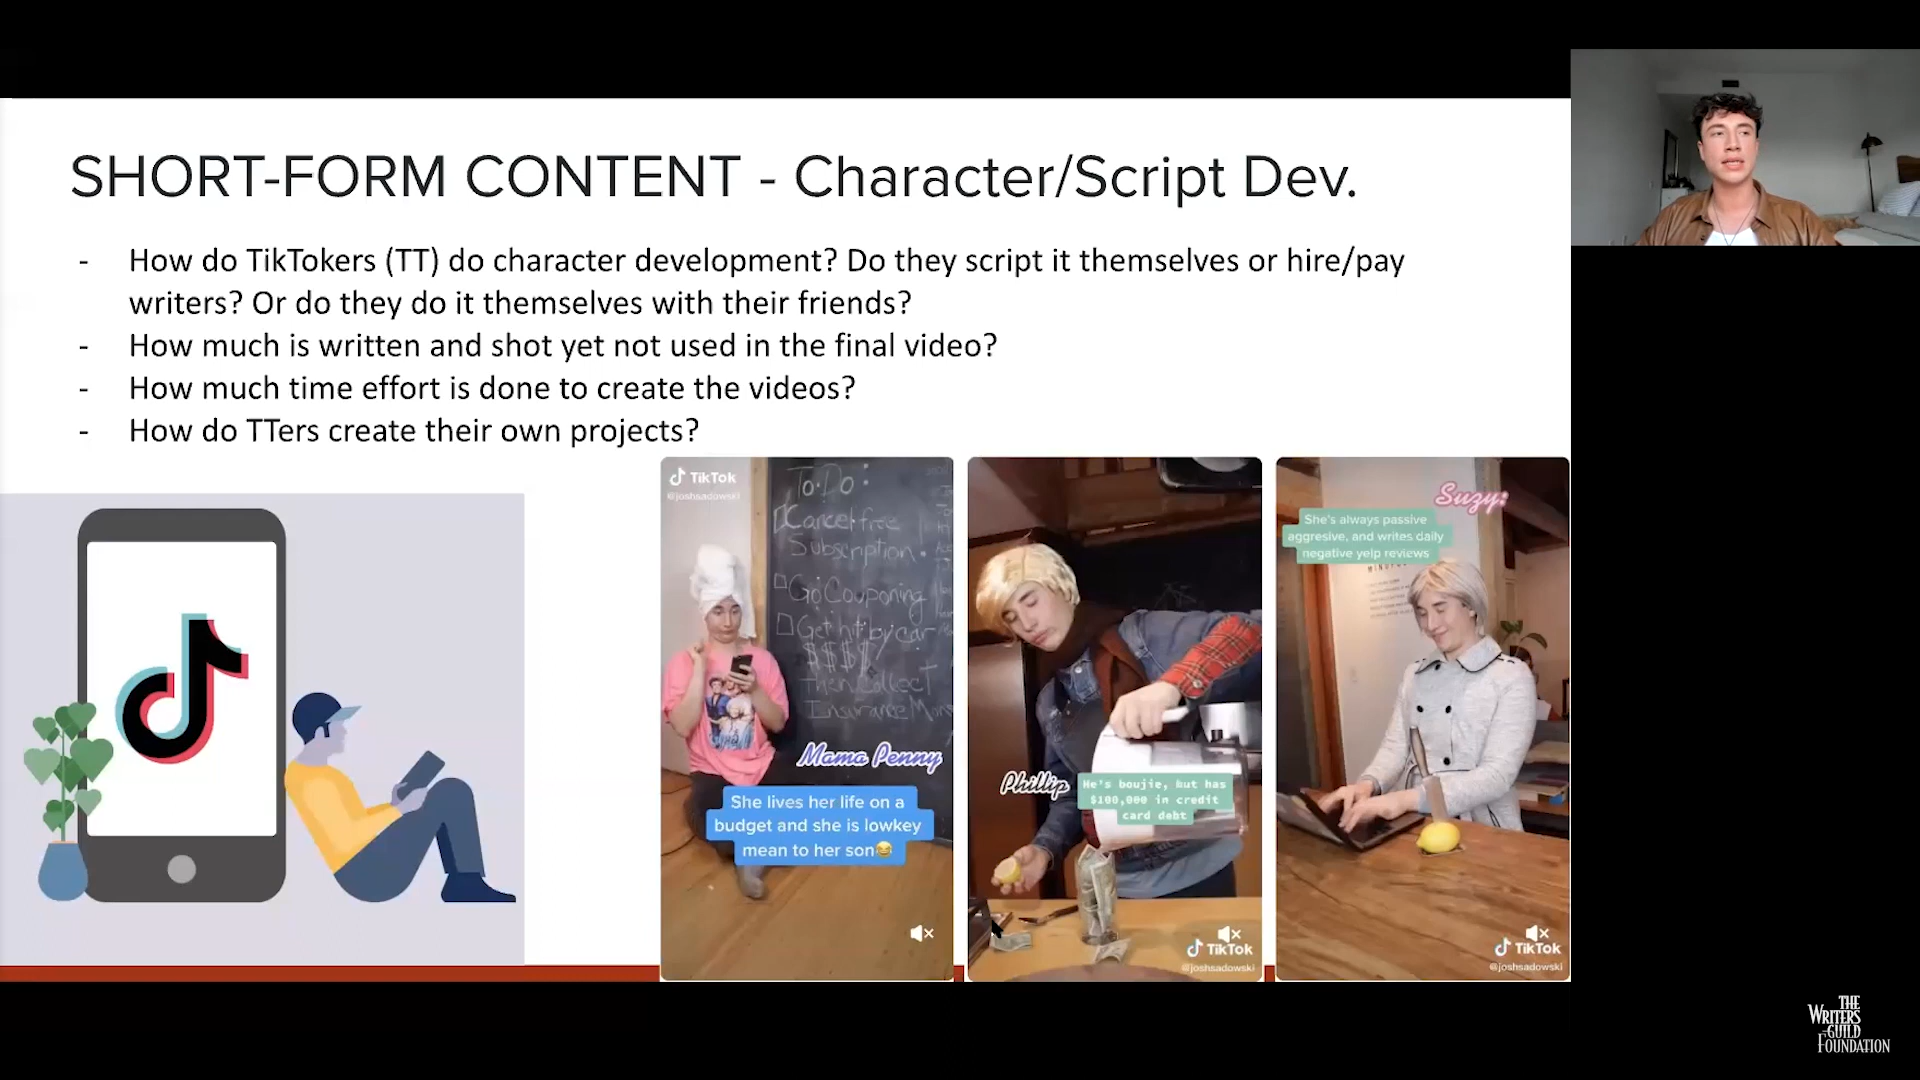 SHORT-FORM CONTENT - Character/Script Dev.
- How do TikTokers (TT) do character development? Do they script it themselves or hire/pay
writers? Or do they do it themselves with their friends?
- How much is written and shot yet not used in the final video?
- How much time effort is done to create the videos?
- How do TTers create their own projects?
TikTok
@joshsadowski
To·Do:
Cancel free
Subscription.
Go Couponing
Get hit by car
$$$$
then collect
Insurance
Mama Penny
She lives her life on a
budget and she is lowkey
mean to her son😂
Phillip
He's boujie, but has
$100,000 in credit
card debt
TikTok
@joshsadowski
Suzy:
She's always passive
aggresive, and writes daily
negative yelp reviews
TikTok
@joshsadowski
THE
WRITERS
GUILD
FOUNDATION